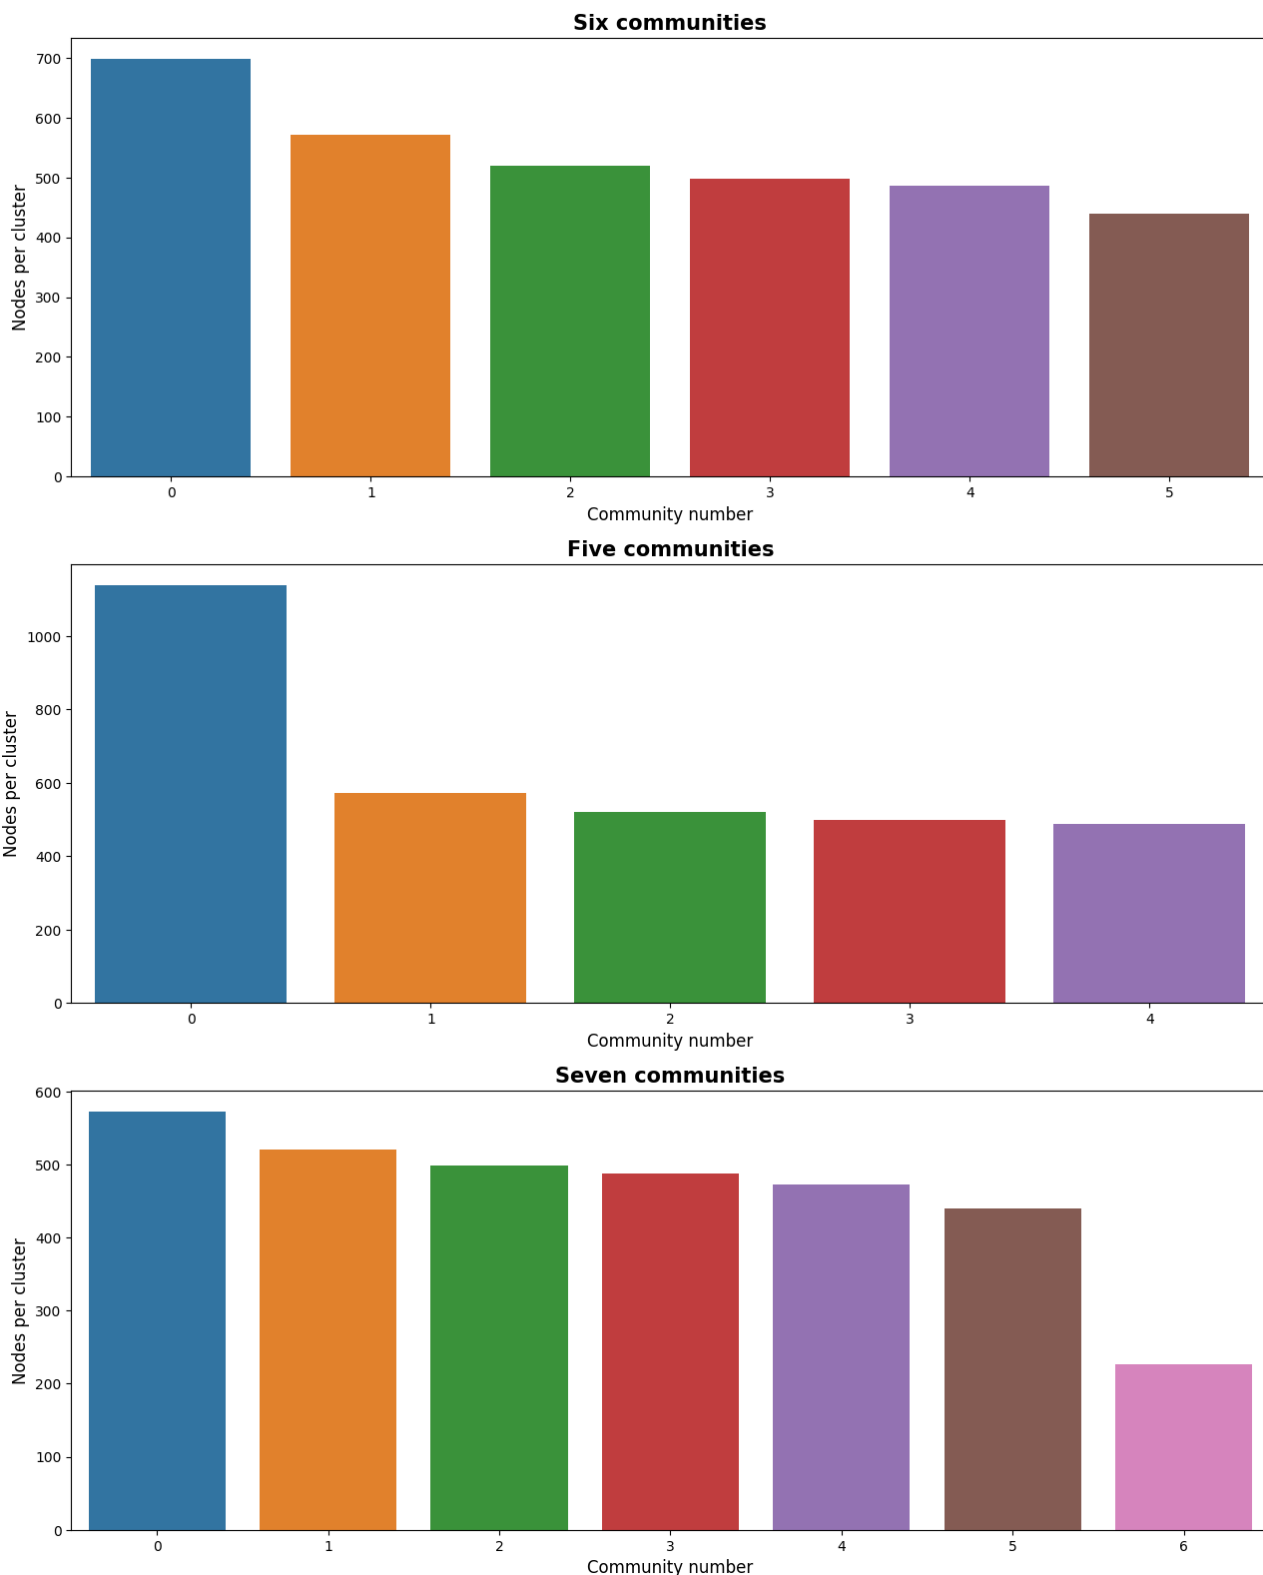 Six communities
700
600
500
400
300
200
100
0
Nodes per cluster
0 1 2 3 4 5
Community number
Five communities
1000
800
600
400
200
0
Nodes per cluster
0 1 2 3 4
Community number
Seven communities
600
500
400
300
200
100
0
Nodes per cluster
0 1 2 3 4 5 6
Community number